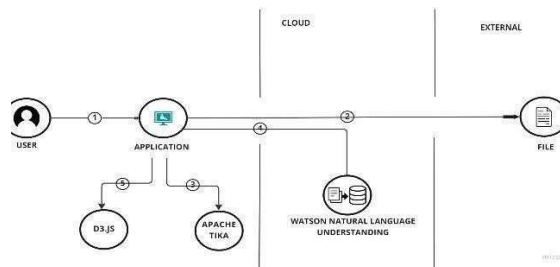 CLOUD
EXTERNAL
1
2
4
USER
APPLICATION
FILE
5
3
D3.JS
APACHE
TIKA
WATSON NATURAL LANGUAGE
UNDERSTANDING